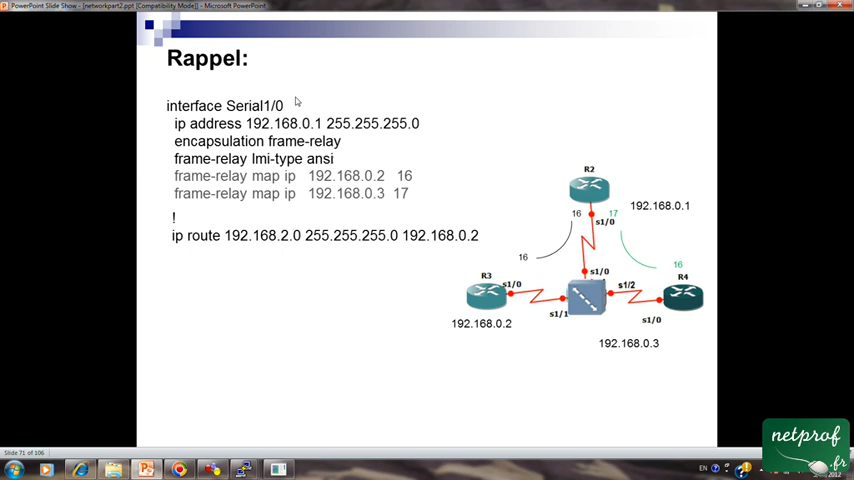 PowerPoint Slide Show - [networkpart2.ppt [Compatibility Mode]] - Microsoft PowerPoint
Rappel:
interface Serial1/0
ip address 192.168.0.1 255.255.255.0
encapsulation frame-relay
frame-relay lmi-type ansi
frame-relay map ip 192.168.0.2 16
frame-relay map ip 192.168.0.3 17
!
ip route 192.168.2.0 255.255.255.0 192.168.0.2
R2
192.168.0.1
16
17
s1/0
16
16
s1/0
R3
s1/0
s1/2
R4
s1/1
s1/0
192.168.0.2
192.168.0.3
netprof
.fr
Slide 71 of 106
EN